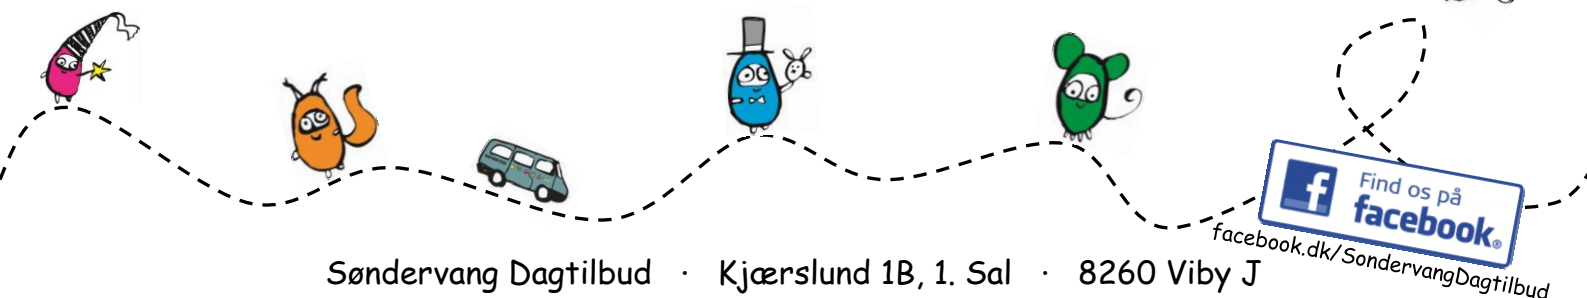 Find os på
facebook®
facebook.dk/SondervangDagtilbud
Søndervang Dagtilbud · Kjærslund 1B, 1. Sal · 8260 Viby J